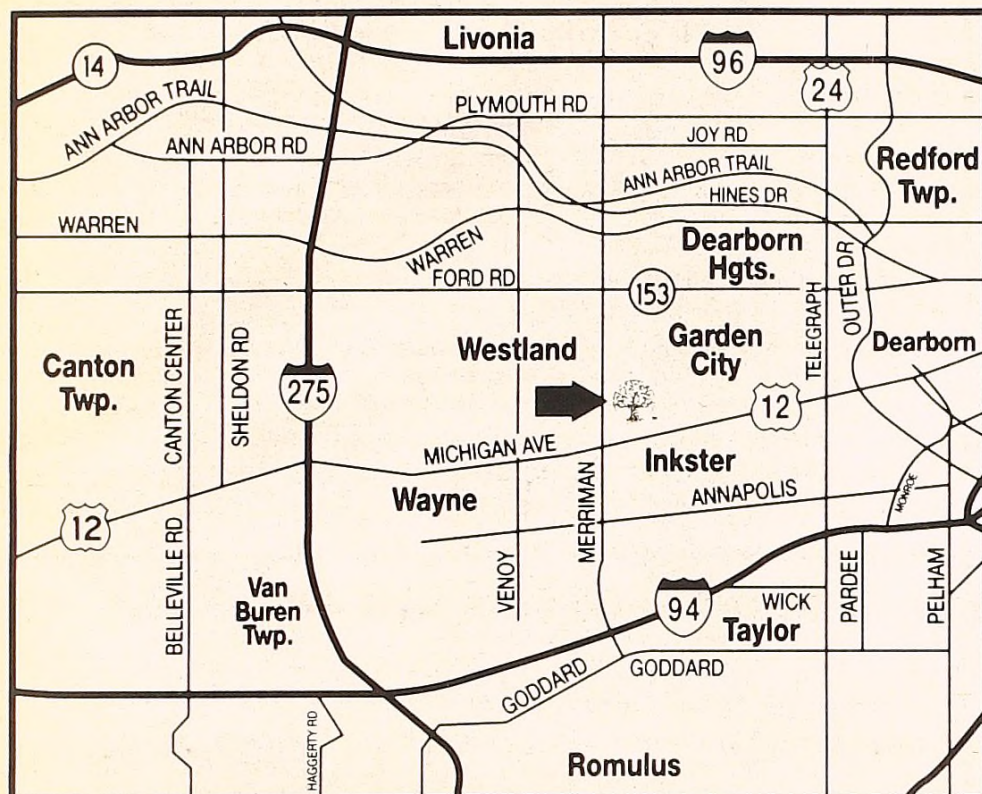 Livonia
14
96
24
ANN ARBOR TRAIL
PLYMOUTH RD
ANN ARBOR RD
JOY RD
ANN ARBOR TRAIL
Redford
Twp.
HINES DR
WARREN
WARREN
Dearborn
Hgts.
FORD RD
153
OUTER DR
TELEGRAPH
CANTON CENTER
SHELDON RD
Westland
Garden
City
Dearborn
Canton
Twp.
275
12
MICHIGAN AVE
Inkster
Wayne
ANNAPOLIS
MONROE
12
MERRIMAN
BELLEVILLE RD
VENOY
PARDEE
PELHAM
Van
Buren
Twp.
94
WICK
Taylor
GODDARD
GODDARD
HAGGERTY RD
Romulus